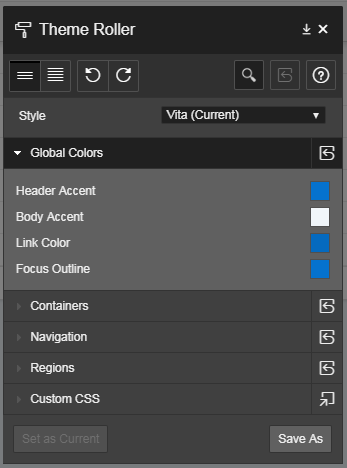 Theme Roller
Style
Vita (Current)
Global Colors
Header Accent
Body Accent
Link Color
Focus Outline
Containers
Navigation
Regions
Custom CSS
Set as Current
Save As